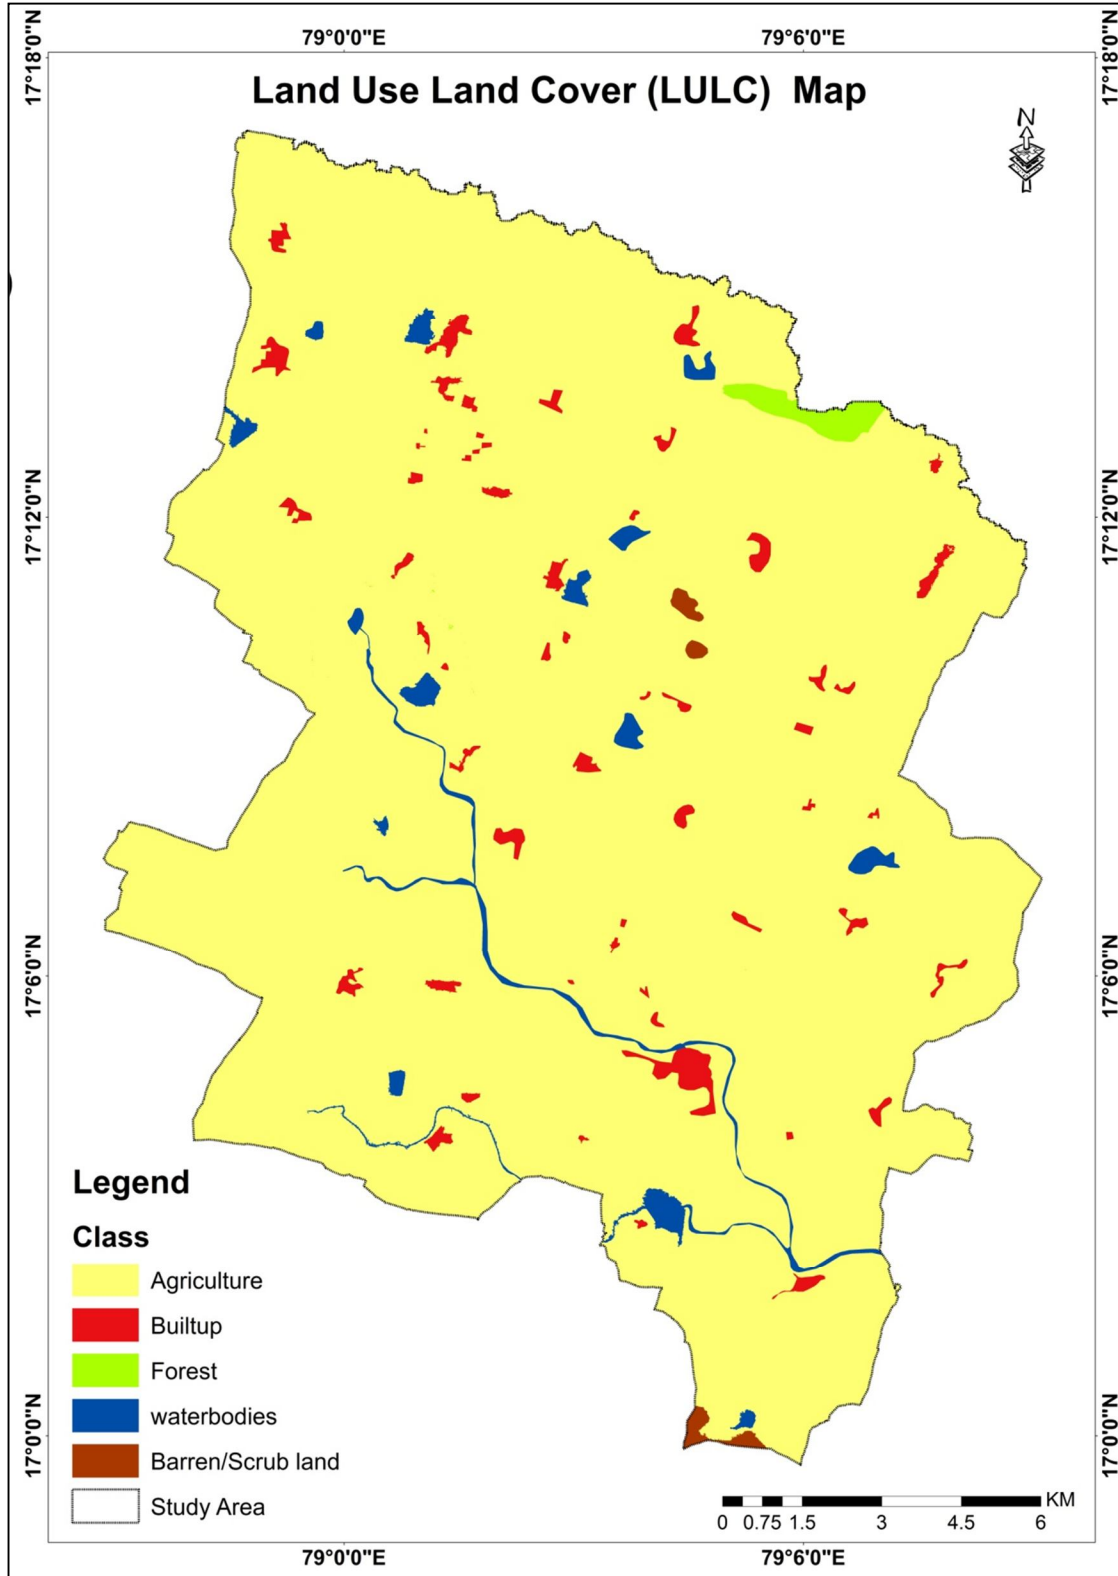 79°0'0"E 79°6'0"E
17°18'0"N 17°18'0"N
Land Use Land Cover (LULC) Map
N
17°12'0"N 17°12'0"N
17°6'0"N 17°6'0"N
Legend
Class
Agriculture
Builtup
Forest
waterbodies
Barren/Scrub land
Study Area
17°0'0"N 17°0'0"N
KM
0 0.75 1.5 3 4.5 6
79°0'0"E 79°6'0"E